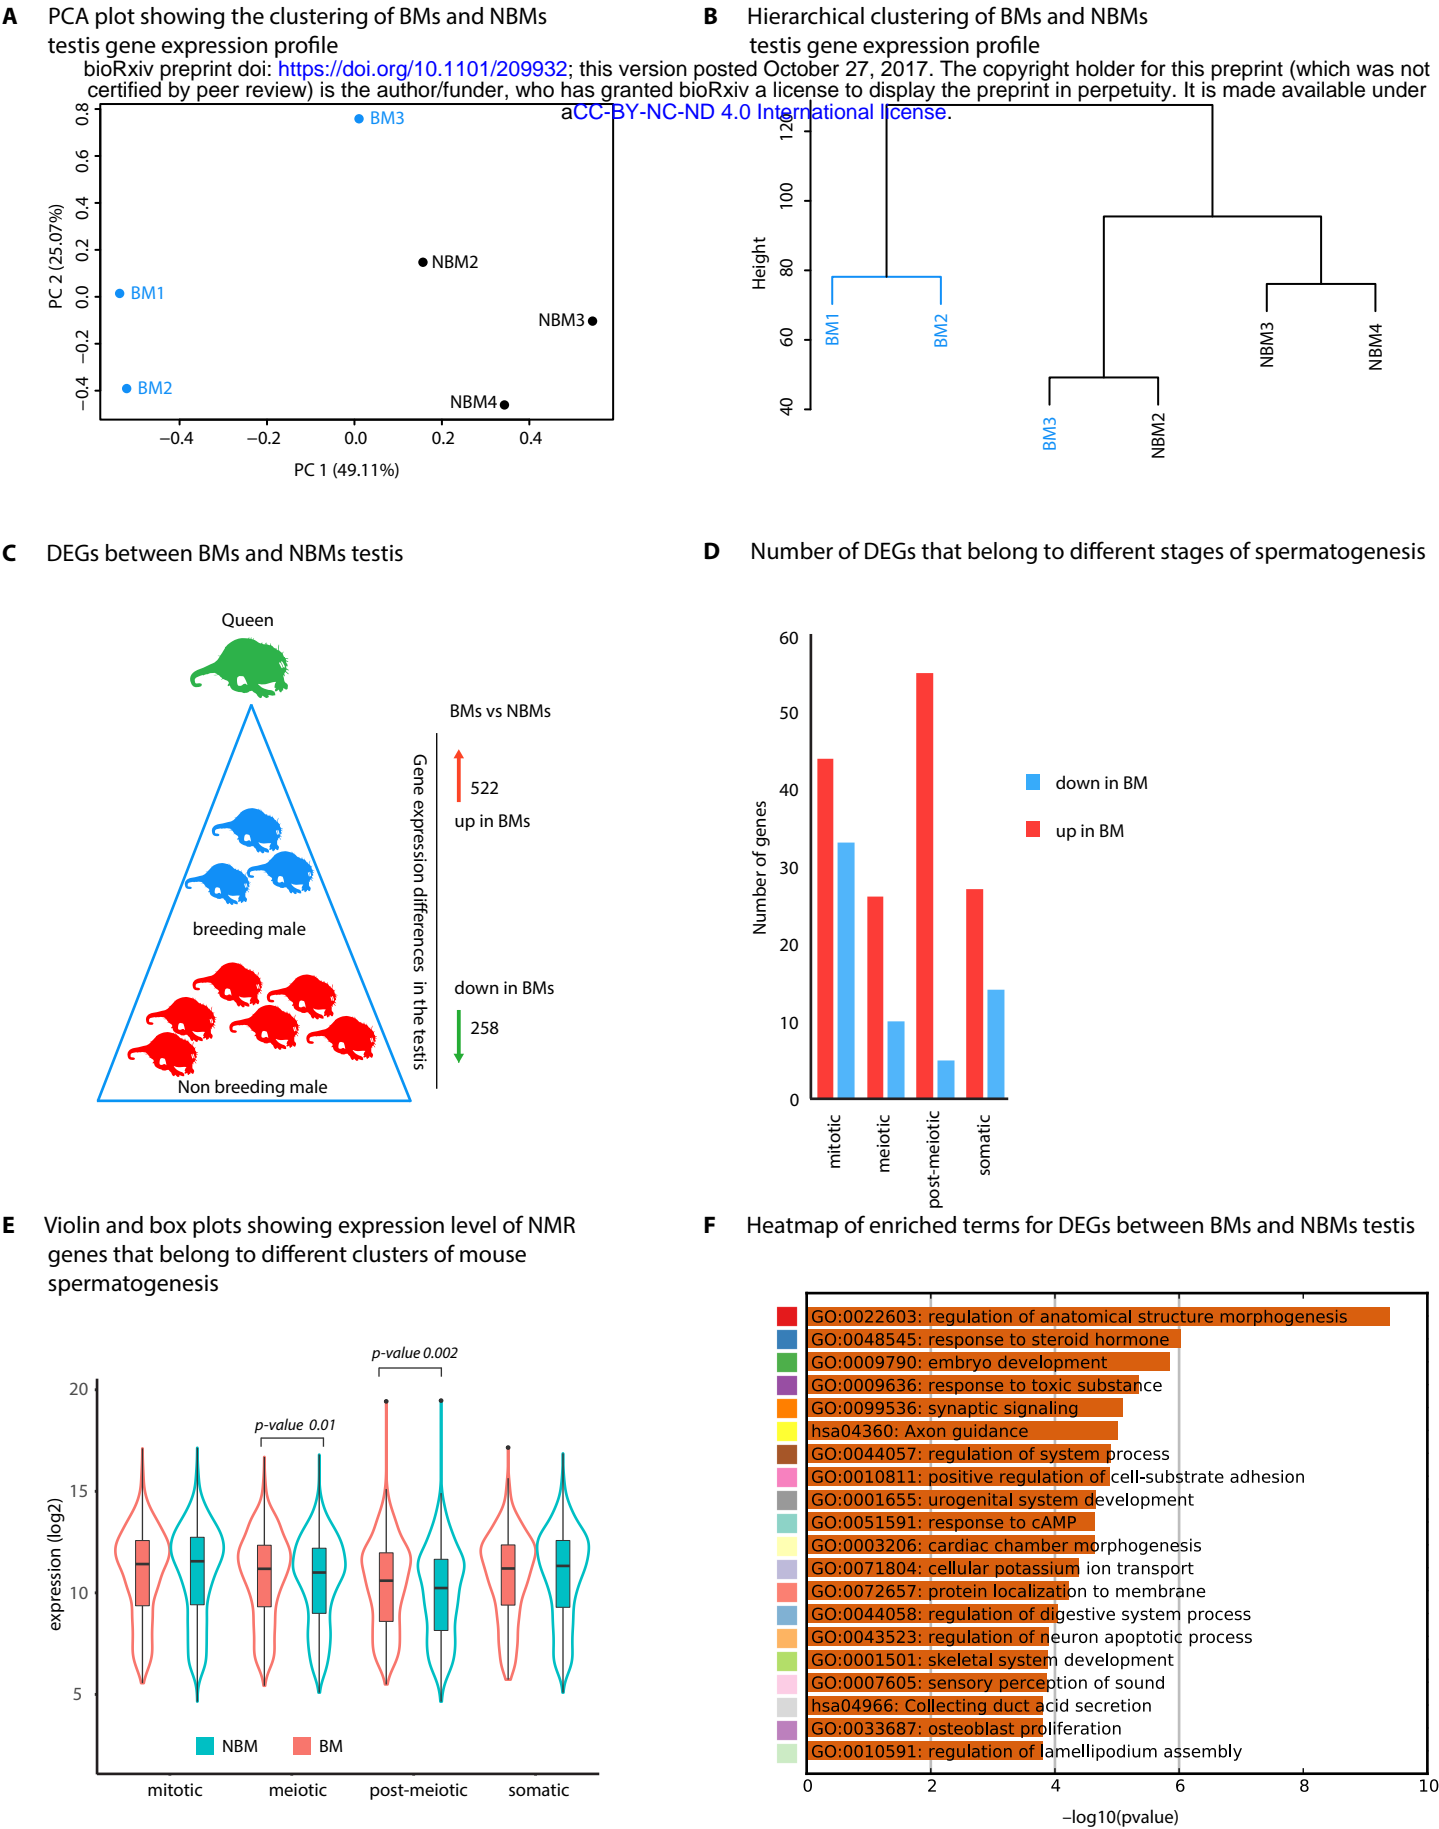 A PCA plot showing the clustering of BMs and NBMs
testis gene expression profile
B Hierarchical clustering of BMs and NBMs
testis gene expression profile
bioRxiv preprint doi: https://doi.org/10.1101/209932; this version posted October 27, 2017. The copyright holder for this preprint (which was not
certified by peer review) is the author/funder, who has granted bioRxiv a license to display the preprint in perpetuity. It is made available under
aCC-BY-NC-ND 4.0 International license.
PC 2 (25.07%)
0.8
0.6
0.4
0.2
0.0
−0.2
−0.4
BM3
NBM2
BM1
NBM3
BM2
NBM4
−0.4 −0.2 0.0 0.2 0.4
PC 1 (49.11%)
Height
120
100
80
60
40
BM1
BM2
BM3
NBM2
NBM3
NBM4
C DEGs between BMs and NBMs testis
Queen
breeding male
Non breeding male
Gene expression differences in the testis
BMs vs NBMs
522
up in BMs
down in BMs
258
D Number of DEGs that belong to different stages of spermatogenesis
Number of genes
60
50
40
30
20
10
0
mitotic
meiotic
post-meiotic
somatic
down in BM
up in BM
E Violin and box plots showing expression level of NMR
genes that belong to different clusters of mouse
spermatogenesis
expression (log2)
20
15
10
5
p-value 0.01
p-value 0.002
NBM BM
mitotic meiotic post-meiotic somatic
F Heatmap of enriched terms for DEGs between BMs and NBMs testis
GO:0022603: regulation of anatomical structure morphogenesis
GO:0048545: response to steroid hormone
GO:0009790: embryo development
GO:0009636: response to toxic substance
GO:0099536: synaptic signaling
hsa04360: Axon guidance
GO:0044057: regulation of system process
GO:0010811: positive regulation of cell-substrate adhesion
GO:0001655: urogenital system development
GO:0051591: response to cAMP
GO:0003206: cardiac chamber morphogenesis
GO:0071804: cellular potassium ion transport
GO:0072657: protein localization to membrane
GO:0044058: regulation of digestive system process
GO:0043523: regulation of neuron apoptotic process
GO:0001501: skeletal system development
GO:0007605: sensory perception of sound
hsa04966: Collecting duct acid secretion
GO:0033687: osteoblast proliferation
GO:0010591: regulation of lamellipodium assembly
0 2 4 6 8 10
−log10(pvalue)